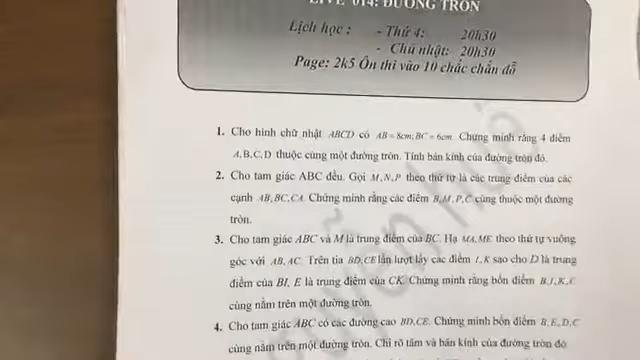 LIVE 014: ĐƯỜNG TRÒN
Lịch học : - Thứ 4: 20h30
- Chủ nhật: 20h30
Page: 2k5 Ôn thi vào 10 chắc chắn đỗ
1. Cho hình chữ nhật ABCD có AB = 8cm; BC = 6cm. Chứng minh rằng 4 điểm
A, B, C, D thuộc cùng một đường tròn. Tính bán kính của đường tròn đó.
2. Cho tam giác ABC đều. Gọi M, N, P theo thứ tự là các trung điểm của các
cạnh AB, BC, CA. Chứng minh rằng các điểm B, M, P, C cùng thuộc một đường
tròn.
3. Cho tam giác ABC và M là trung điểm của BC. Hạ MA, ME theo thứ tự vuông
góc với AB, AC. Trên tia BD, CE lần lượt lấy các điểm I, K sao cho D là trung
điểm của BI, E là trung điểm của CK. Chứng minh rằng bốn điểm B, I, K, C
cùng nằm trên một đường tròn.
4. Cho tam giác ABC có các đường cao BD, CE. Chứng minh bốn điểm B, E, D, C
cùng nằm trên một đường tròn. Chỉ rõ tâm và bán kính của đường tròn đó